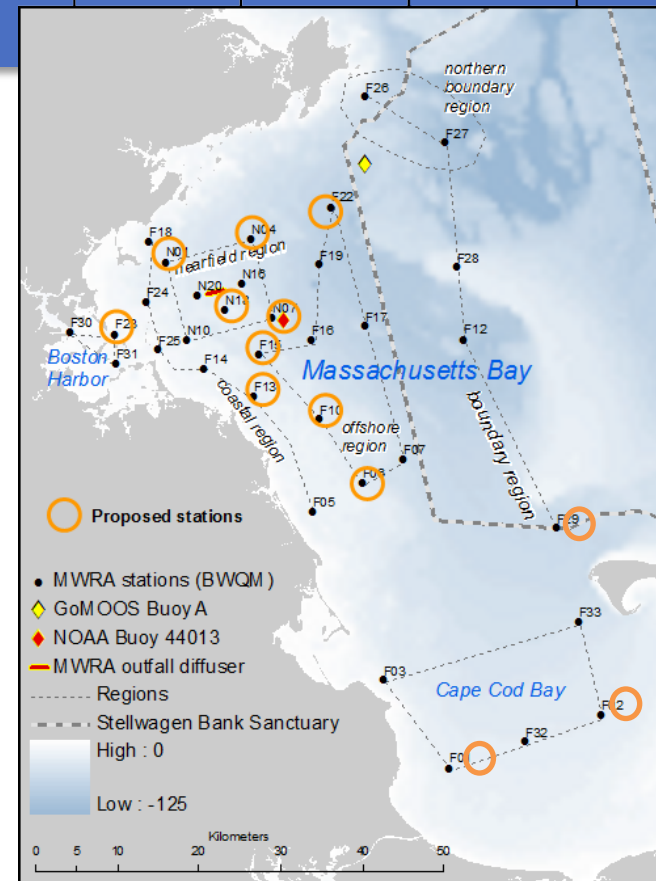 northern
boundary
region
F26
F27
F22
F18
N04
N01
nearfield region
F28
F19
N16
N20
F24
N18
N07
F17
F30
F23
F12
N10
F16
F25
F15
Boston
Harbor
F31
F14
Massachusetts Bay
F13
coastal region
F10
offshore
region
boundary region
F07
F05
Proposed stations
F29
MWRA stations (BWQM)
GoMOOS Buoy A
NOAA Buoy 44013
MWRA outfall diffuser
F33
Regions
F03
Cape Cod Bay
Stellwagen Bank Sanctuary
F32
High : 0
F01
Low : -125
Kilometers
0 5 10 20 30 40 50